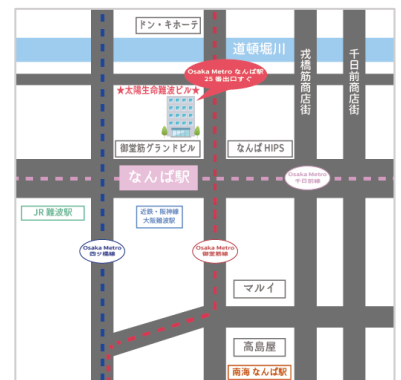 ドン・キホーテ
道頓堀川
戎橋筋商店街
千日前商店街
Osaka Metro なんば駅
25 番出口すぐ
★太陽生命難波ビル★
御堂筋グランドビル
なんば HIPS
なんば駅
Osaka Metro
千日前線
JR 難波駅
近鉄・阪神線
大阪難波駅
Osaka Metro
四ツ橋線
Osaka Metro
御堂筋線
マルイ
高島屋
南海 なんば駅